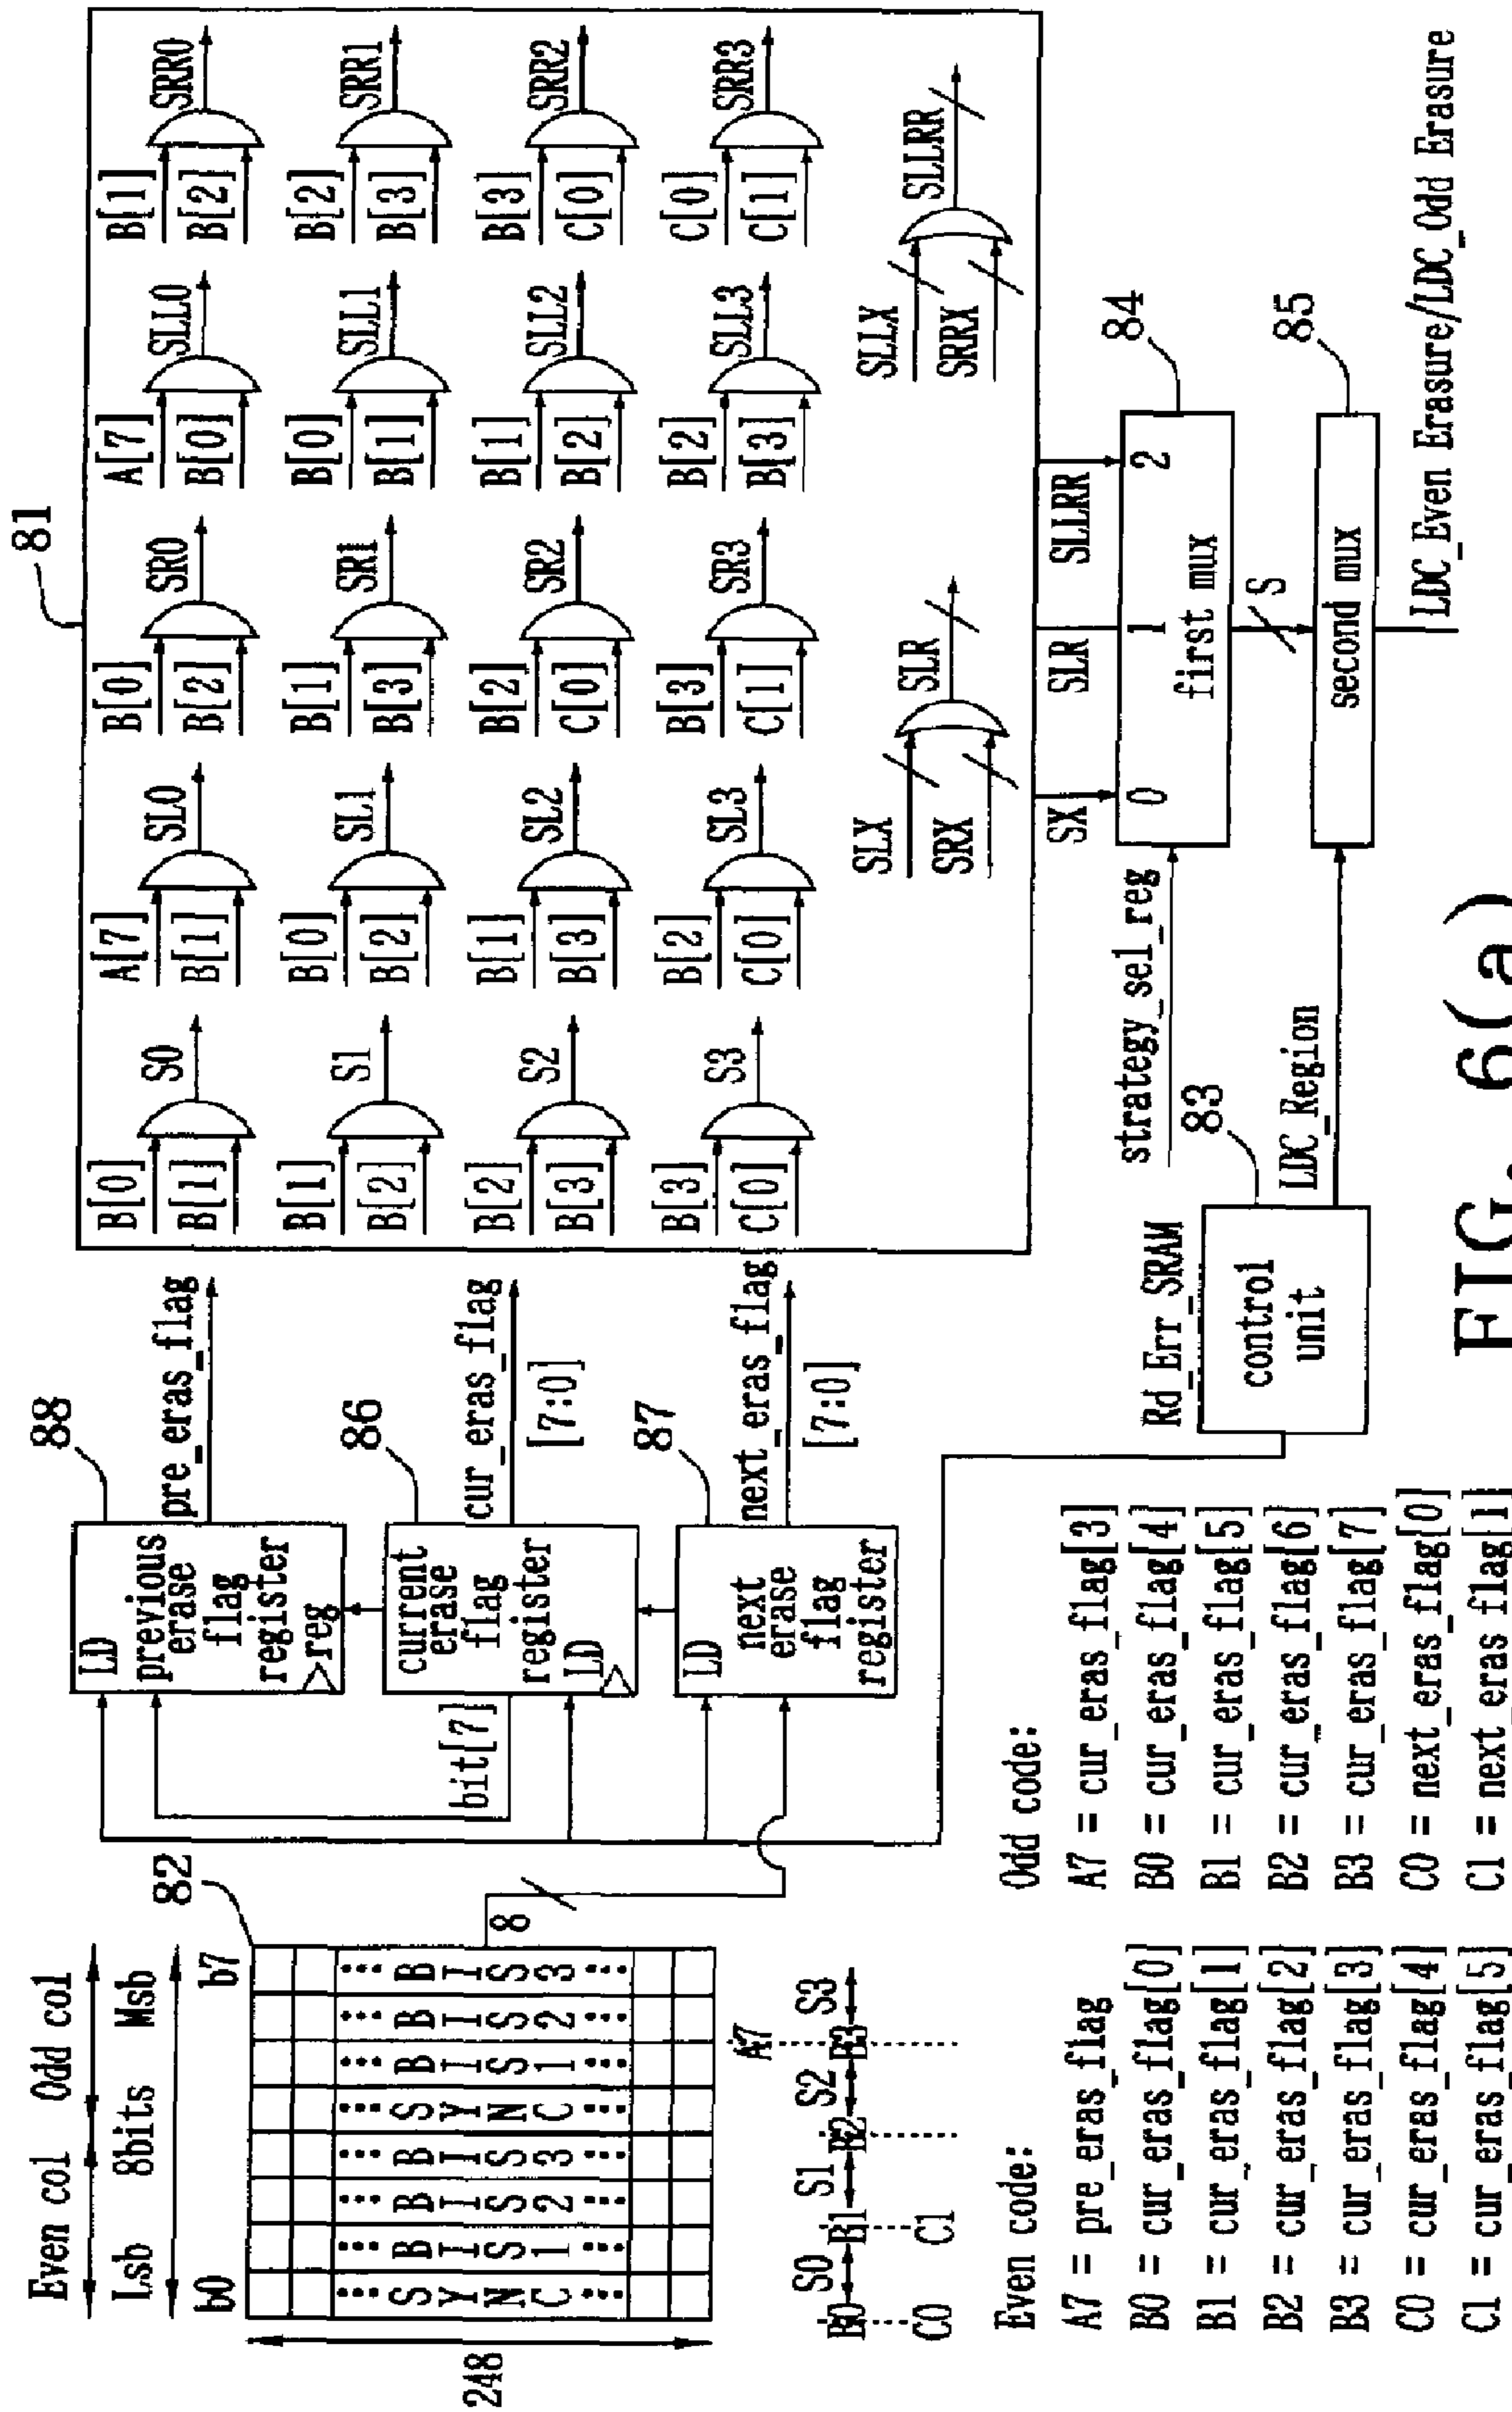 Even col Odd col
Lsb 8bits Msb
b0 b7
82
248
... S Y N C ...
... B I S 1 ...
... B I S 2 ...
... B I S 3 ...
... S Y N C ...
... B I S 1 ...
... B I S 2 ...
... B I S 3 ...
8
S0 S1 S2 S3
A7
B0 B1 B2 B3
C0 C1
Even code:
A7 = pre_eras_flag
B0 = cur_eras_flag[0]
B1 = cur_eras_flag[1]
B2 = cur_eras_flag[2]
B3 = cur_eras_flag[3]
C0 = cur_eras_flag[4]
C1 = cur_eras_flag[5]
Odd code:
A7 = cur_eras_flag[3]
B0 = cur_eras_flag[4]
B1 = cur_eras_flag[5]
B2 = cur_eras_flag[6]
B3 = cur_eras_flag[7]
C0 = next_eras_flag[0]
C1 = next_eras_flag[1]
88
LD
previous
erase
flag
register
reg
pre_eras_flag
bit[7]
86
current
erase
flag
register
LD
cur_eras_flag
[7:0]
87
LD
next
erase
flag
register
next_eras_flag
[7:0]
81
B[0]
B[1]
S0
A[7]
B[1]
SL0
B[0]
B[2]
SR0
A[7]
B[0]
SLL0
B[1]
B[2]
SRR0
B[1]
B[2]
S1
B[0]
B[2]
SL1
B[1]
B[3]
SR1
B[0]
B[1]
SLL1
B[2]
B[3]
SRR1
B[2]
B[3]
S2
B[1]
B[3]
SL2
B[2]
C[0]
SR2
B[1]
B[2]
SLL2
B[3]
C[0]
SRR2
B[3]
C[0]
S3
B[2]
C[0]
SL3
B[3]
C[1]
SR3
B[2]
B[3]
SLL3
C[0]
C[1]
SRR3
SLX
SRX
SLR
SLLX
SRRX
SLLRR
SX SLR SLLRR
strategy_sel_reg
0 1 2
first mux
84
S
Rd_Err_SRAM
83
control
unit
LDC_Region
second mux
85
LDC_Even Erasure/LDC_Odd Erasure
FIG. 6(a)